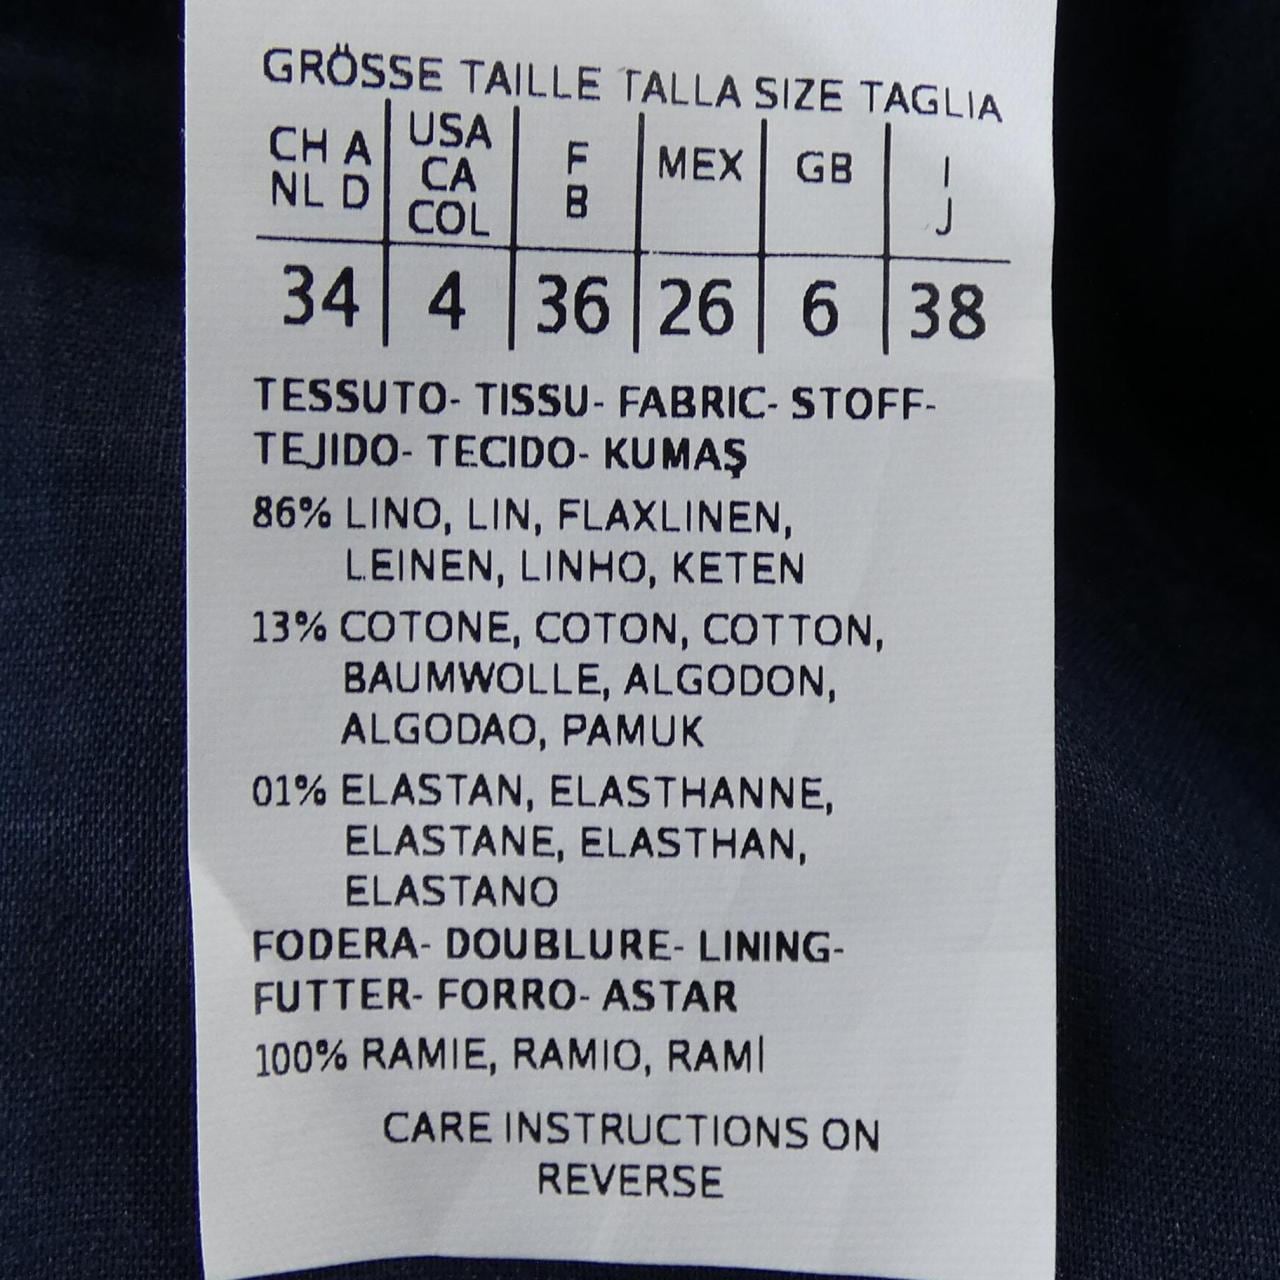 GRÖSSE TAILLE TALLA SIZE TAGLIA
CH A USA F MEX GB I
NL D CA B J
COL
34 4 36 26 6 38
TESSUTO- TISSU- FABRIC- STOFF-
TEJIDO- TECIDO- KUMAŞ
86% LINO, LIN, FLAXLINEN,
LEINEN, LINHO, KETEN
13% COTONE, COTON, COTTON,
BAUMWOLLE, ALGODON,
ALGODAO, PAMUK
01% ELASTAN, ELASTHANNE,
ELASTANE, ELASTHAN,
ELASTANO
FODERA- DOUBLURE- LINING-
FUTTER- FORRO- ASTAR
100% RAMIE, RAMIO, RAMİ
CARE INSTRUCTIONS ON
REVERSE